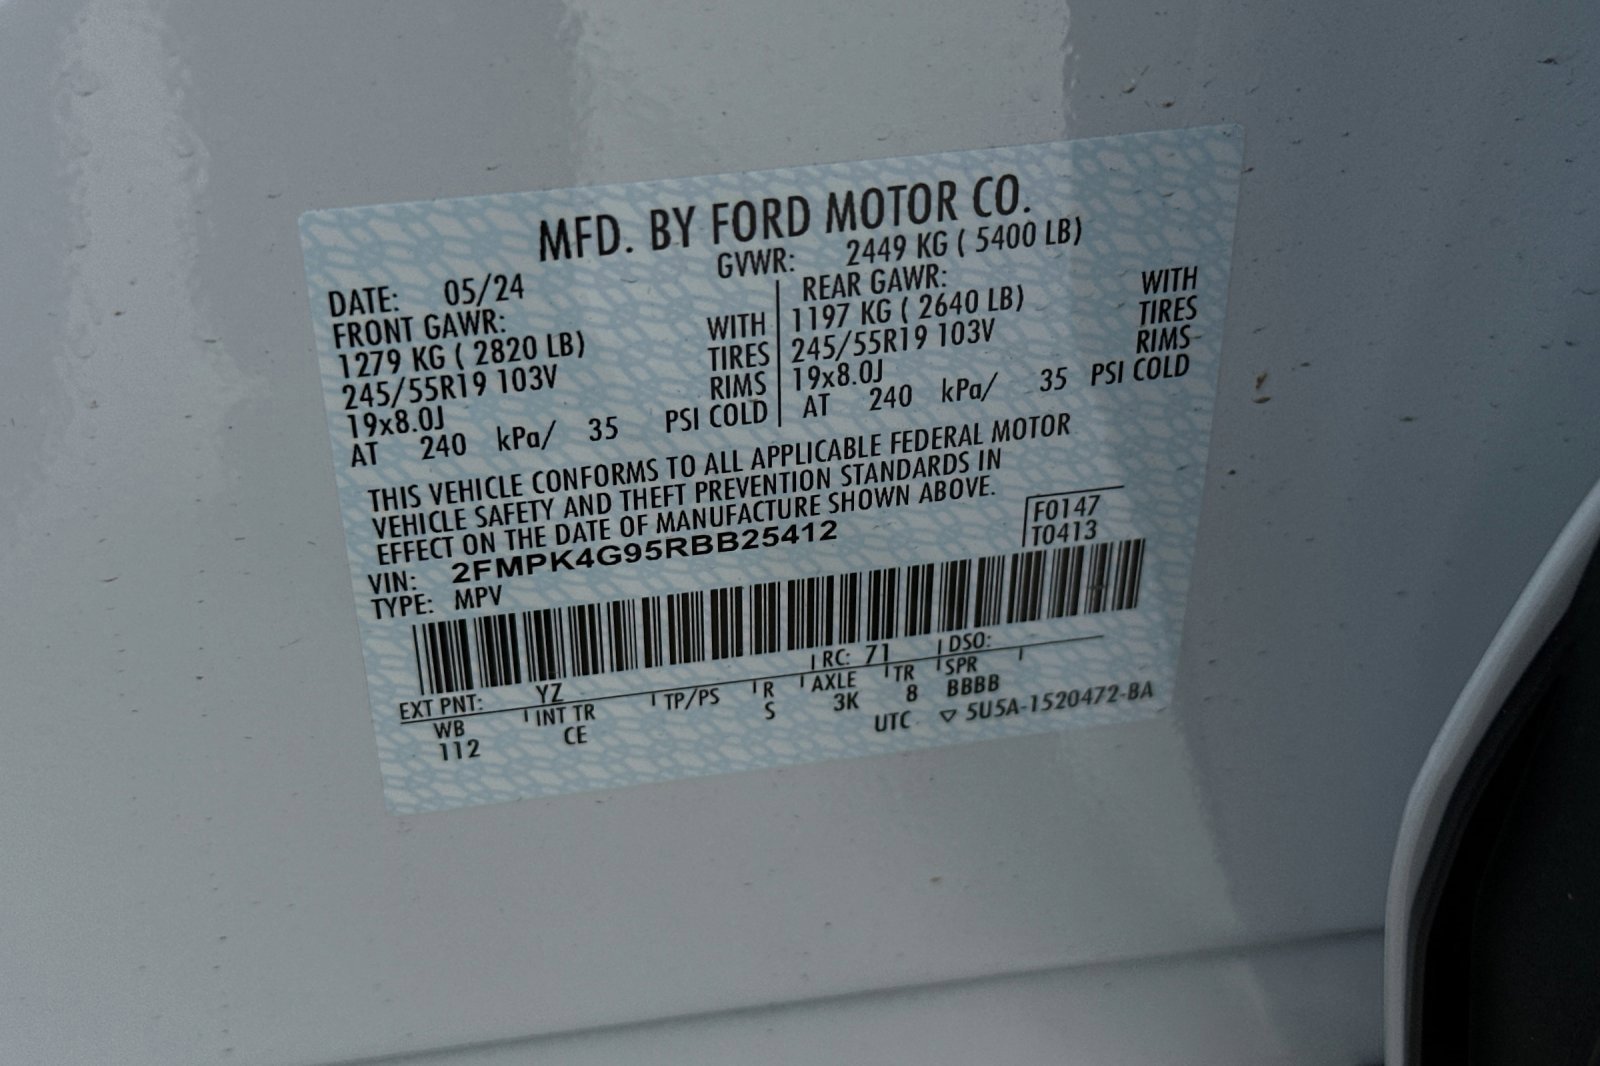 MFD. BY FORD MOTOR CO.
DATE: 05/24 GVWR: 2449 KG ( 5400 LB)
FRONT GAWR: REAR GAWR:
1279 KG ( 2820 LB) WITH 1197 KG ( 2640 LB) WITH
245/55R19 103V TIRES 245/55R19 103V TIRES
19x8.0J RIMS 19x8.0J RIMS
AT 240 kPa/ 35 PSI COLD AT 240 kPa/ 35 PSI COLD
THIS VEHICLE CONFORMS TO ALL APPLICABLE FEDERAL MOTOR
VEHICLE SAFETY AND THEFT PREVENTION STANDARDS IN
EFFECT ON THE DATE OF MANUFACTURE SHOWN ABOVE.
F0147
T0413
VIN: 2FMPK4G95RBB25412
TYPE: MPV
EXT PNT: YZ RC: 71 DSO:
WB INT TR TP/PS R AXLE TR SPR
112 CE S 3K 8 BBBB
UTC ▽ 5U5A-1520472-BA